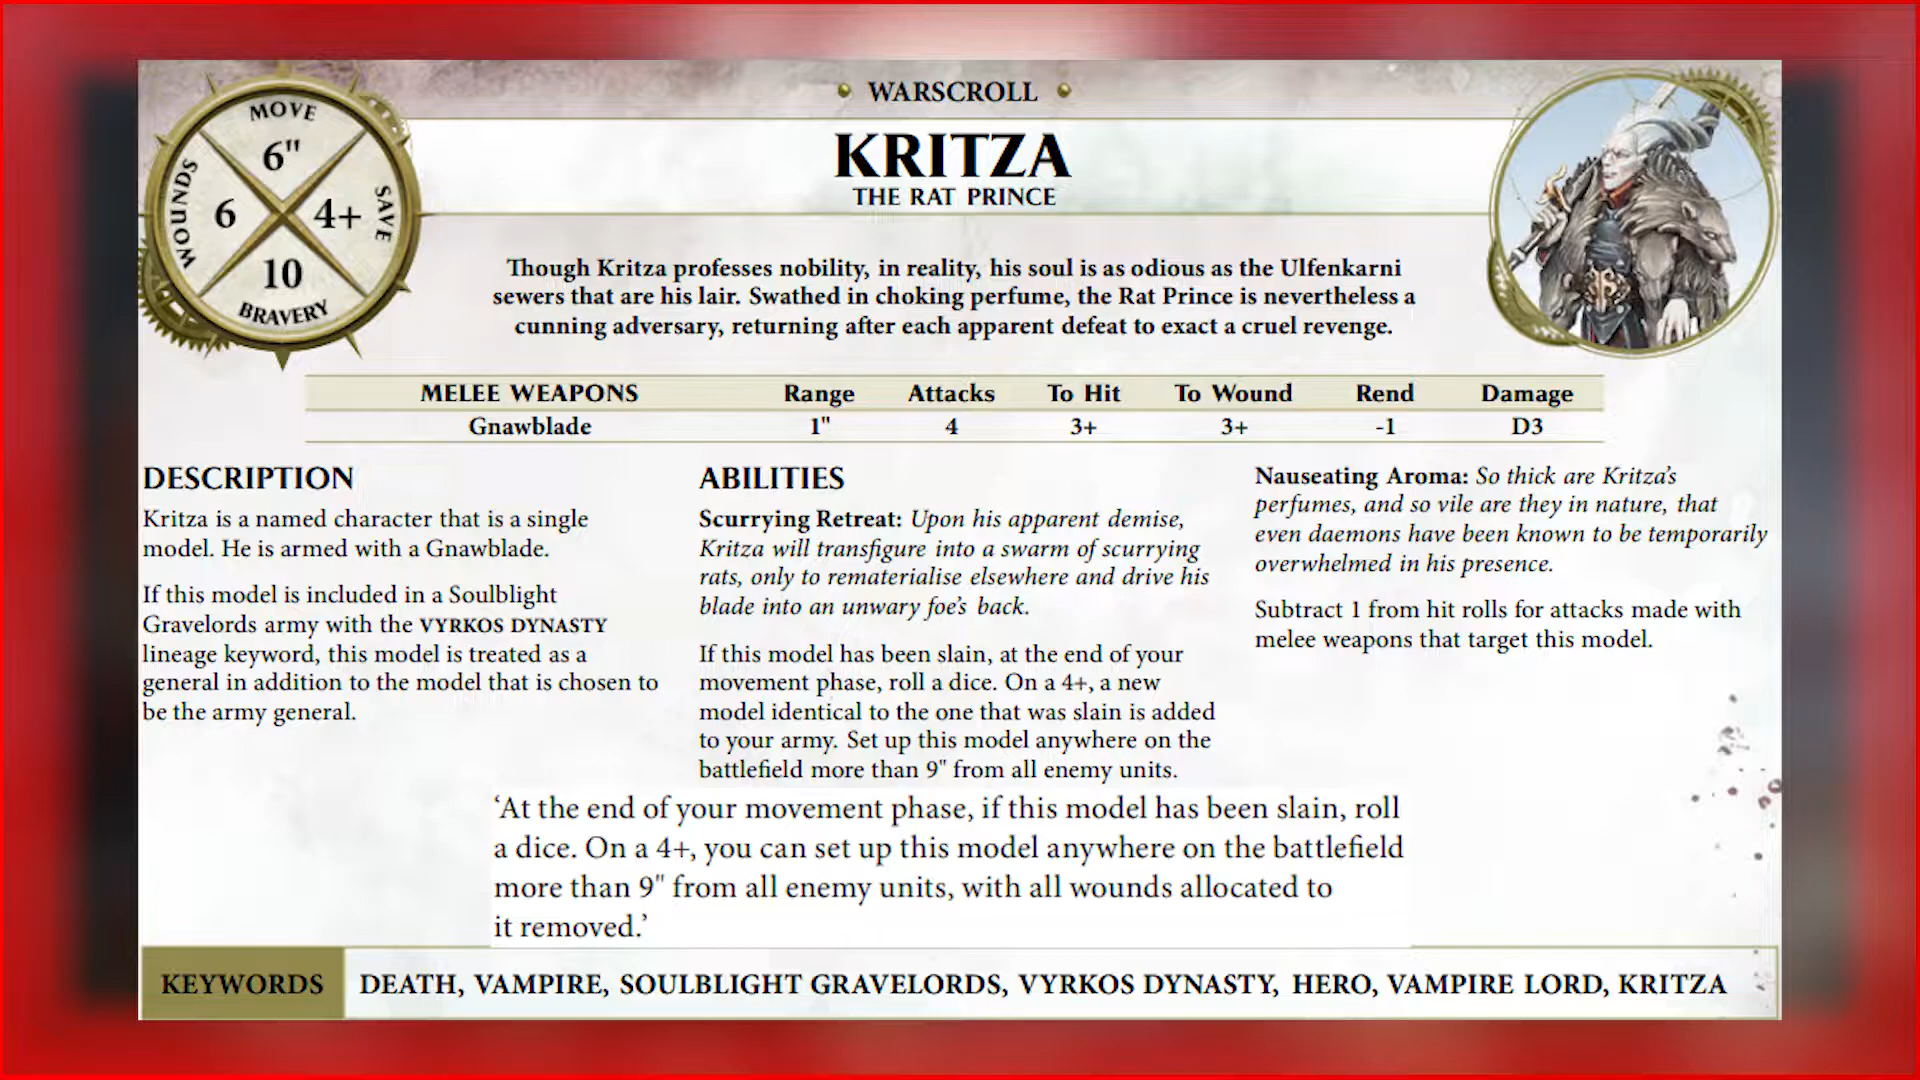 WARSCROLL
KRITZA
THE RAT PRINCE
MOVE
6"
WOUNDS
6
4+
SAVE
10
BRAVERY
Though Kritza professes nobility, in reality, his soul is as odious as the Ulfenkarni
sewers that are his lair. Swathed in choking perfume, the Rat Prince is nevertheless a
cunning adversary, returning after each apparent defeat to exact a cruel revenge.
MELEE WEAPONS Range Attacks To Hit To Wound Rend Damage
Gnawblade 1" 4 3+ 3+ -1 D3
DESCRIPTION
Kritza is a named character that is a single
model. He is armed with a Gnawblade.
If this model is included in a Soulblight
Gravelords army with the VYRKOS DYNASTY
lineage keyword, this model is treated as a
general in addition to the model that is chosen to
be the army general.
ABILITIES
Scurrying Retreat: Upon his apparent demise,
Kritza will transfigure into a swarm of scurrying
rats, only to rematerialise elsewhere and drive his
blade into an unwary foe's back.
If this model has been slain, at the end of your
movement phase, roll a dice. On a 4+, a new
model identical to the one that was slain is added
to your army. Set up this model anywhere on the
battlefield more than 9" from all enemy units.
Nauseating Aroma: So thick are Kritza's
perfumes, and so vile are they in nature, that
even daemons have been known to be temporarily
overwhelmed in his presence.
Subtract 1 from hit rolls for attacks made with
melee weapons that target this model.
‘At the end of your movement phase, if this model has been slain, roll
a dice. On a 4+, you can set up this model anywhere on the battlefield
more than 9" from all enemy units, with all wounds allocated to
it removed.’
KEYWORDS DEATH, VAMPIRE, SOULBLIGHT GRAVELORDS, VYRKOS DYNASTY, HERO, VAMPIRE LORD, KRITZA